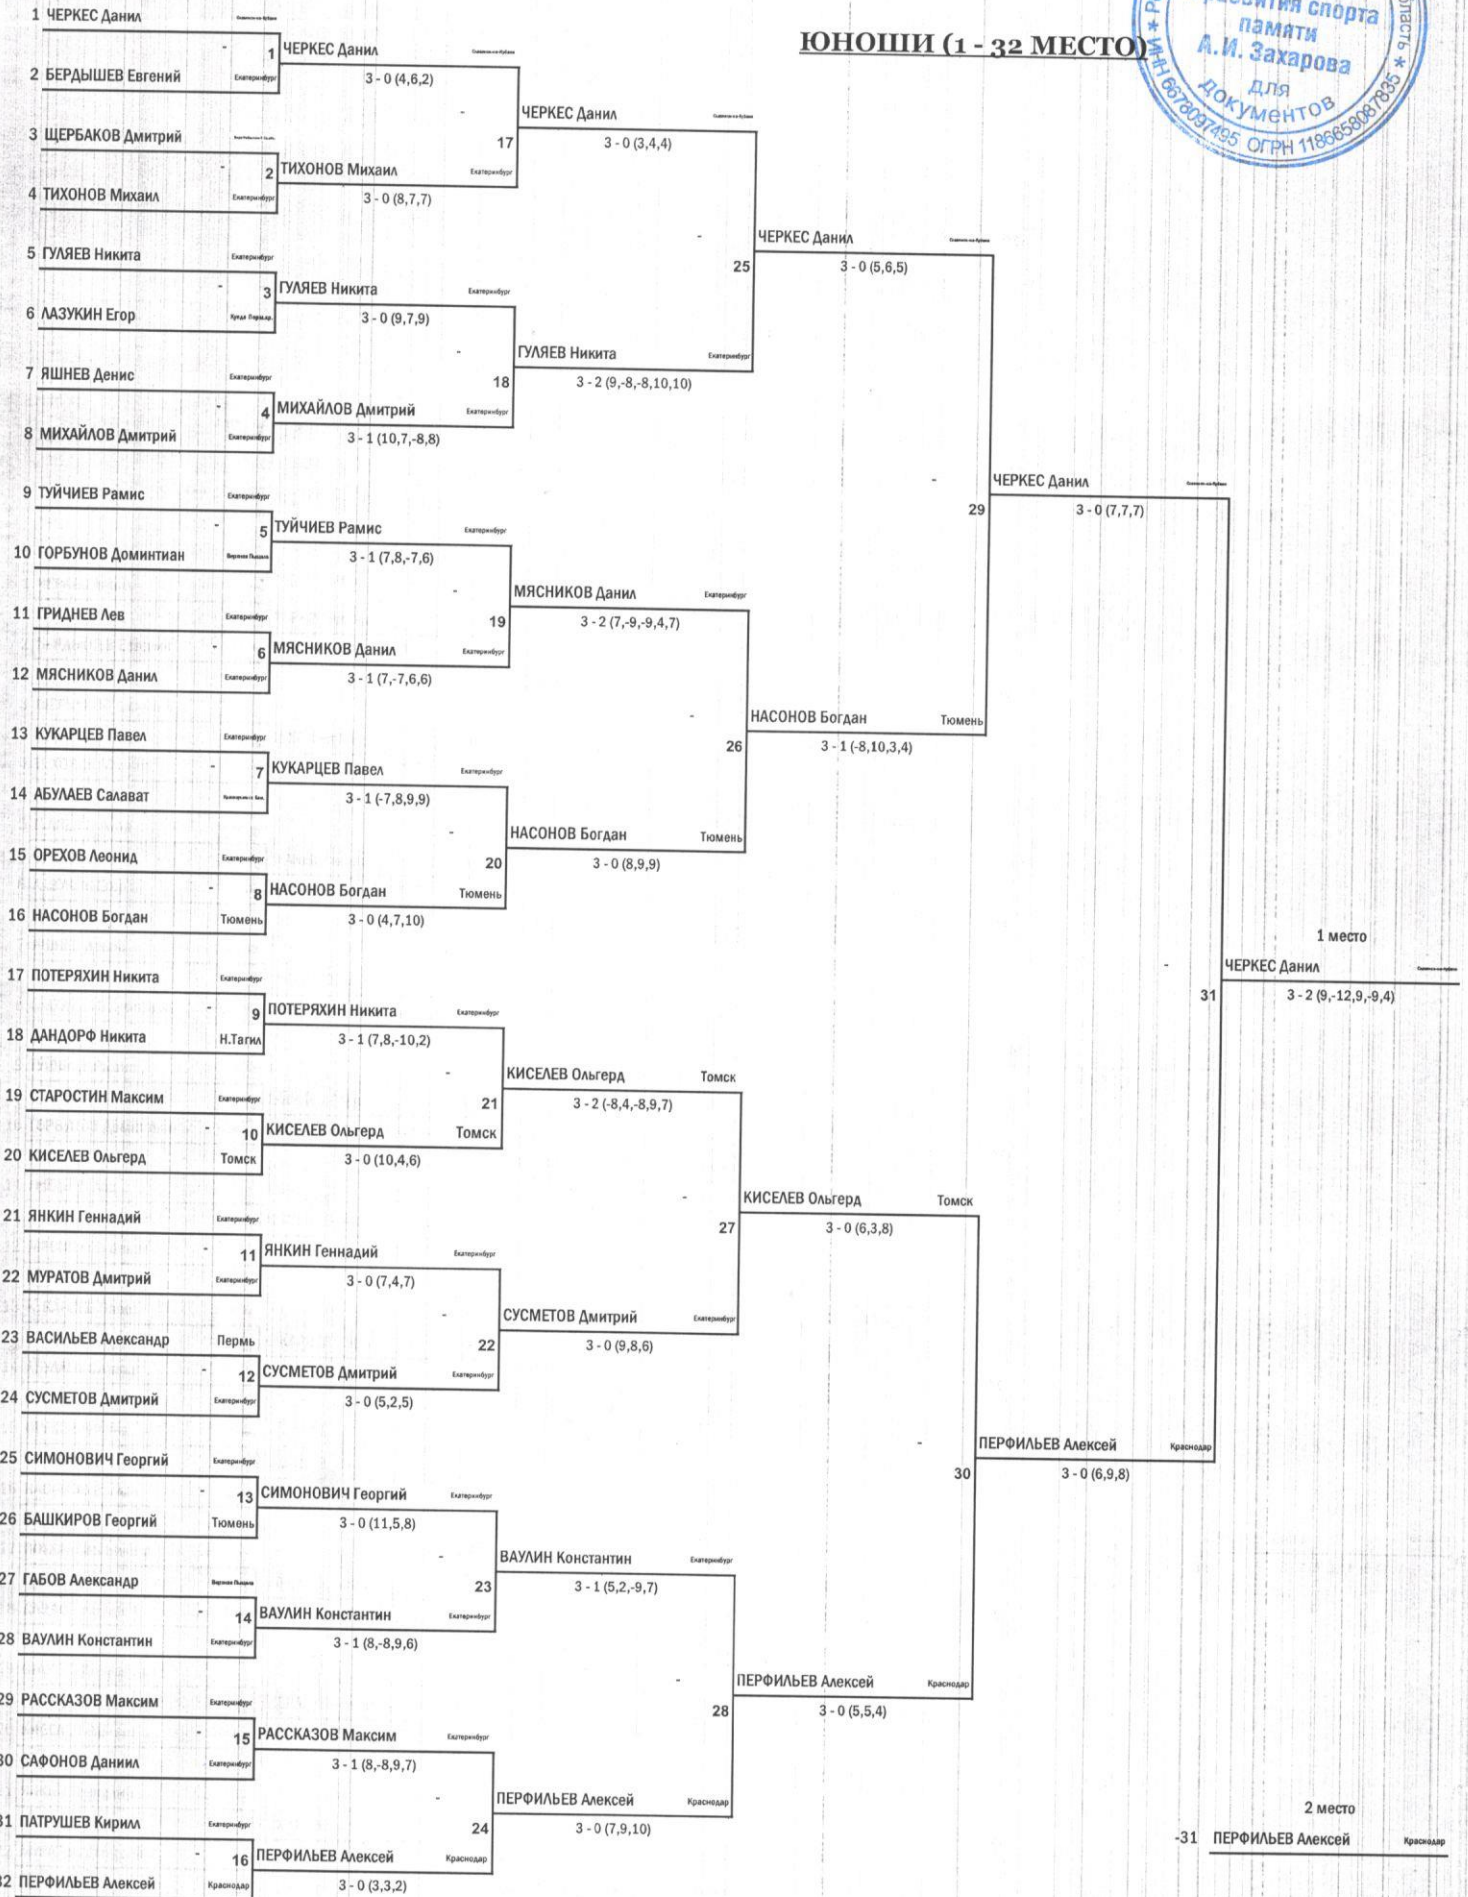 ЮНОШИ (1 - 32 МЕСТО)
развития спорта
памяти
А.И. Захарова
для
документов
* ИНН 6678097495 ОГРН 1186658087835 *
1 ЧЕРКЕС Данил
1 ЧЕРКЕС Данил
2 БЕРДЫШЕВ Евгений Екатеринбург
3 - 0 (4,6,2)
ЧЕРКЕС Данил
3 ЩЕРБАКОВ Дмитрий
17 3 - 0 (3,4,4)
2 ТИХОНОВ Михаил Екатеринбург
4 ТИХОНОВ Михаил Екатеринбург
3 - 0 (8,7,7)
ЧЕРКЕС Данил
5 ГУЛЯЕВ Никита Екатеринбург
25 3 - 0 (5,6,5)
3 ГУЛЯЕВ Никита Екатеринбург
6 ЛАЗУКИН Егор
3 - 0 (9,7,9)
ГУЛЯЕВ Никита Екатеринбург
7 ЯШНЕВ Денис Екатеринбург
18 3 - 2 (9,-8,-8,10,10)
4 МИХАЙЛОВ Дмитрий Екатеринбург
8 МИХАЙЛОВ Дмитрий Екатеринбург
3 - 1 (10,7,-8,8)
ЧЕРКЕС Данил
9 ТУЙЧИЕВ Рамис Екатеринбург
29 3 - 0 (7,7,7)
5 ТУЙЧИЕВ Рамис Екатеринбург
10 ГОРБУНОВ Доминтиан Верхняя Пышма
3 - 1 (7,8,-7,6)
МЯСНИКОВ Данил Екатеринбург
11 ГРИДНЕВ Лев Екатеринбург
19 3 - 2 (7,-9,-9,4,7)
6 МЯСНИКОВ Данил Екатеринбург
12 МЯСНИКОВ Данил Екатеринбург
3 - 1 (7,-7,6,6)
НАСОНОВ Богдан Тюмень
13 КУКАРЦЕВ Павел Екатеринбург
26 3 - 1 (-8,10,3,4)
7 КУКАРЦЕВ Павел Екатеринбург
14 АБУЛАЕВ Салават
3 - 1 (-7,8,9,9)
НАСОНОВ Богдан Тюмень
15 ОРЕХОВ Леонид Екатеринбург
20 3 - 0 (8,9,9)
8 НАСОНОВ Богдан Тюмень
16 НАСОНОВ Богдан Тюмень
3 - 0 (4,7,10)
1 место
ЧЕРКЕС Данил
17 ПОТЕРЯХИН Никита Екатеринбург
31 3 - 2 (9,-12,9,-9,4)
9 ПОТЕРЯХИН Никита Екатеринбург
18 ДАНДОРФ Никита Н.Тагил
3 - 1 (7,8,-10,2)
КИСЕЛЕВ Ольгерд Томск
19 СТАРОСТИН Максим Екатеринбург
21 3 - 2 (-8,4,-8,9,7)
10 КИСЕЛЕВ Ольгерд Томск
20 КИСЕЛЕВ Ольгерд Томск
3 - 0 (10,4,6)
КИСЕЛЕВ Ольгерд Томск
21 ЯНКИН Геннадий Екатеринбург
27 3 - 0 (6,3,8)
11 ЯНКИН Геннадий Екатеринбург
22 МУРАТОВ Дмитрий Екатеринбург
3 - 0 (7,4,7)
СУСМЕТОВ Дмитрий Екатеринбург
23 ВАСИЛЬЕВ Александр Пермь
22 3 - 0 (9,8,6)
12 СУСМЕТОВ Дмитрий Екатеринбург
24 СУСМЕТОВ Дмитрий Екатеринбург
3 - 0 (5,2,5)
ПЕРФИЛЬЕВ Алексей Краснодар
25 СИМОНОВИЧ Георгий Екатеринбург
30 3 - 0 (6,9,8)
13 СИМОНОВИЧ Георгий Екатеринбург
26 БАШКИРОВ Георгий Тюмень
3 - 0 (11,5,8)
ВАУЛИН Константин Екатеринбург
27 ГАБОВ Александр Верхняя Пышма
23 3 - 1 (5,2,-9,7)
14 ВАУЛИН Константин Екатеринбург
28 ВАУЛИН Константин Екатеринбург
3 - 1 (8,-8,9,6)
ПЕРФИЛЬЕВ Алексей Краснодар
29 РАССКАЗОВ Максим Екатеринбург
28 3 - 0 (5,5,4)
15 РАССКАЗОВ Максим Екатеринбург
30 САФОНОВ Даниил Екатеринбург
3 - 1 (8,-8,9,7)
ПЕРФИЛЬЕВ Алексей Краснодар
31 ПАТРУШЕВ Кирилл Екатеринбург
24 3 - 0 (7,9,10)
16 ПЕРФИЛЬЕВ Алексей Краснодар
32 ПЕРФИЛЬЕВ Алексей Краснодар
3 - 0 (3,3,2)
2 место
-31 ПЕРФИЛЬЕВ Алексей Краснодар